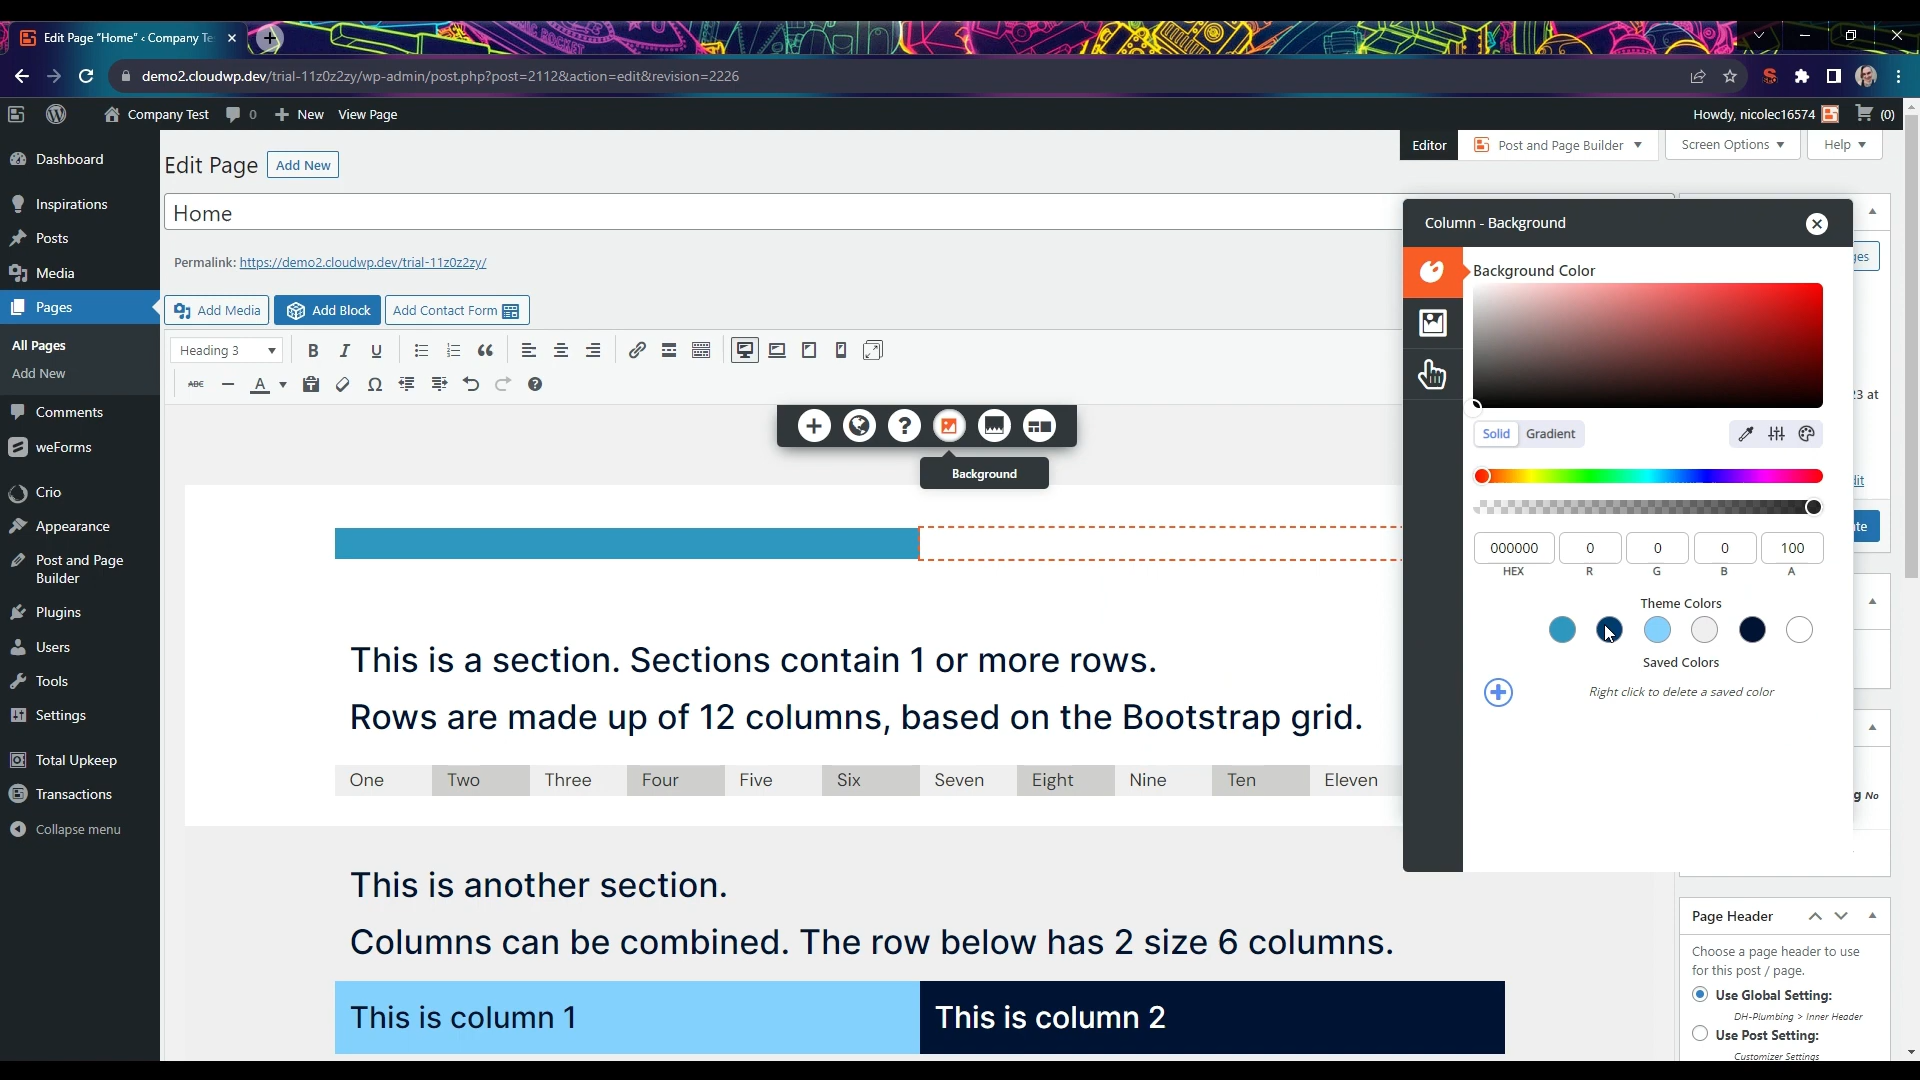 Edit Page "Home" ‹ Company Te
demo2.cloudwp.dev/trial-11z0z2zy/wp-admin/post.php?post=2112&action=edit&revision=2226
Company Test
0
New
View Page
Howdy, nicolec16574
(0)
Dashboard
Inspirations
Posts
Media
Pages
All Pages
Add New
Comments
weForms
Crio
Appearance
Post and Page
Builder
Plugins
Users
Tools
Settings
Total Upkeep
Transactions
Collapse menu
Edit Page
Add New
Editor
Post and Page Builder
Screen Options
Help
Home
Permalink: https://demo2.cloudwp.dev/trial-11z0z2zy/
Add Media
Add Block
Add Contact Form
Heading 3
B I U
ABC A
Background
This is a section. Sections contain 1 or more rows.
Rows are made up of 12 columns, based on the Bootstrap grid.
One Two Three Four Five Six Seven Eight Nine Ten Eleven
This is another section.
Columns can be combined. The row below has 2 size 6 columns.
This is column 1
This is column 2
Column - Background
Background Color
Solid
Gradient
000000 0 0 0 100
HEX R G B A
Theme Colors
Saved Colors
Right click to delete a saved color
ges
23 at
dit
te
g No
Page Header
Choose a page header to use
for this post / page.
Use Global Setting:
DH-Plumbing > Inner Header
Use Post Setting:
Customizer Settings